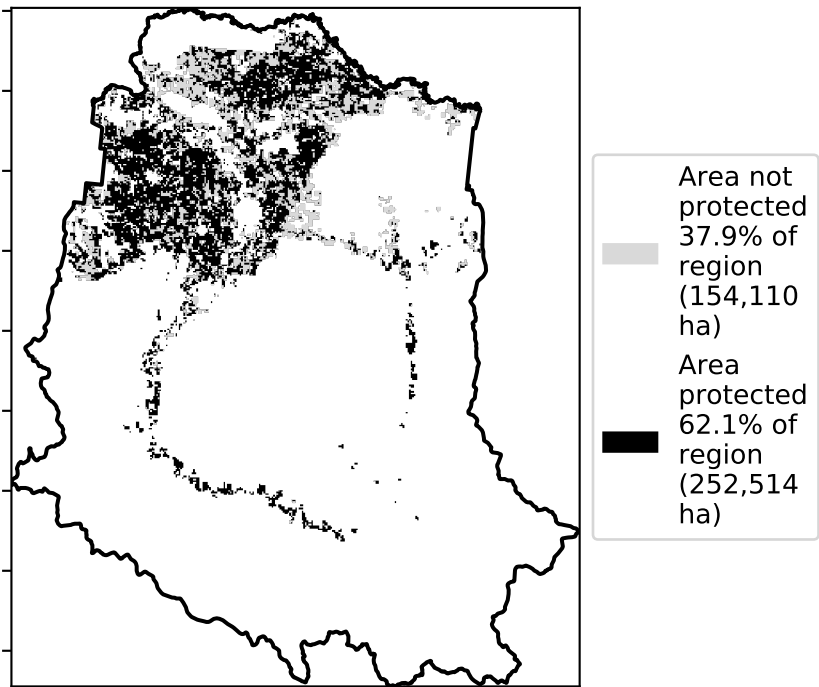 Area not
protected
37.9% of
region
(154,110
ha)
Area
protected
62.1% of
region
(252,514
ha)